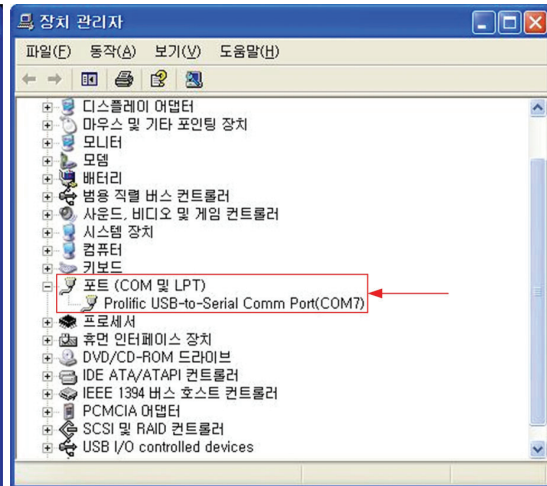 장치 관리자
파일(F) 동작(A) 보기(V) 도움말(H)
디스플레이 어댑터
마우스 및 기타 포인팅 장치
모니터
모뎀
배터리
범용 직렬 버스 컨트롤러
사운드, 비디오 및 게임 컨트롤러
시스템 장치
컴퓨터
키보드
포트 (COM 및 LPT)
Prolific USB-to-Serial Comm Port(COM7)
프로세서
휴먼 인터페이스 장치
DVD/CD-ROM 드라이브
IDE ATA/ATAPI 컨트롤러
IEEE 1394 버스 호스트 컨트롤러
PCMCIA 어댑터
SCSI 및 RAID 컨트롤러
USB I/O controlled devices